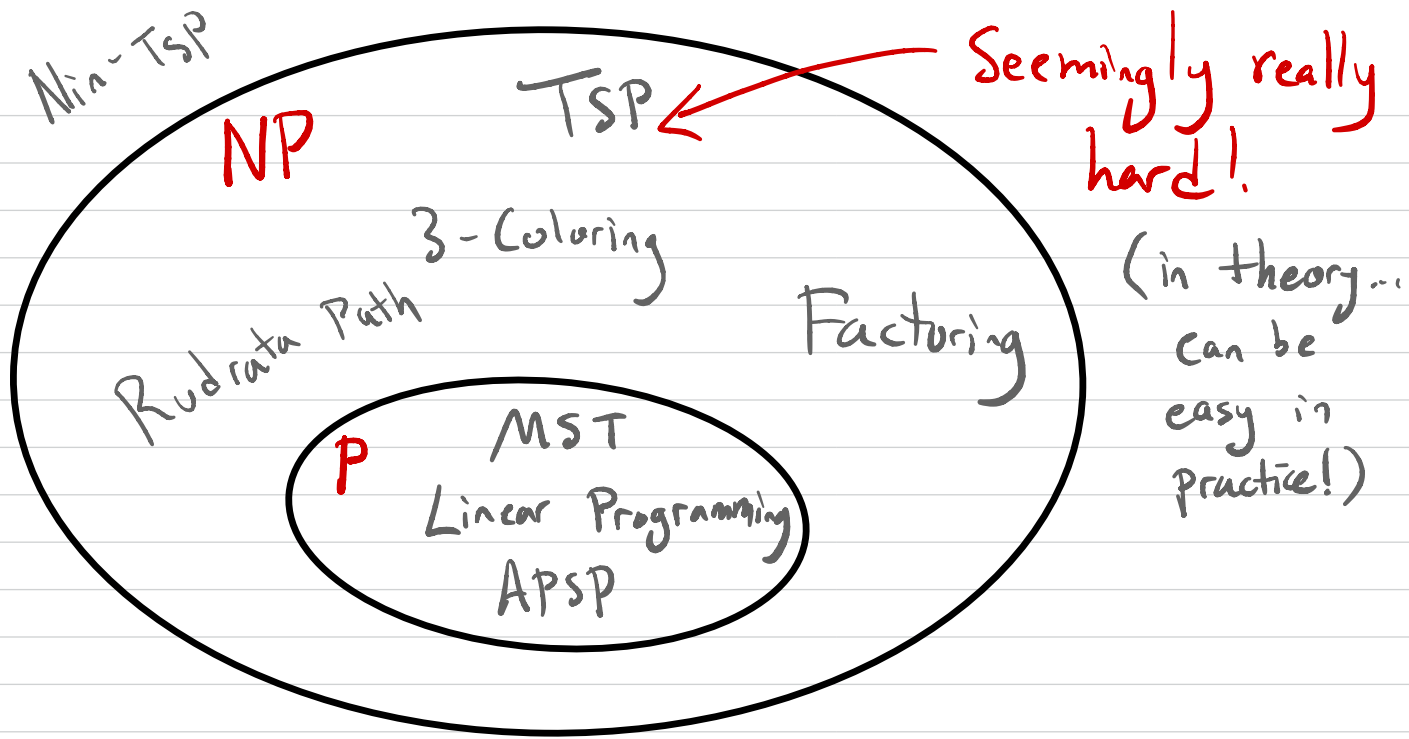 Min-TSP
NP
TSP
Seemingly really
hard!
(in theory...
can be
easy in
practice!)
3-Coloring
Rudrata Path
Factoring
P
MST
Linear Programming
APSP